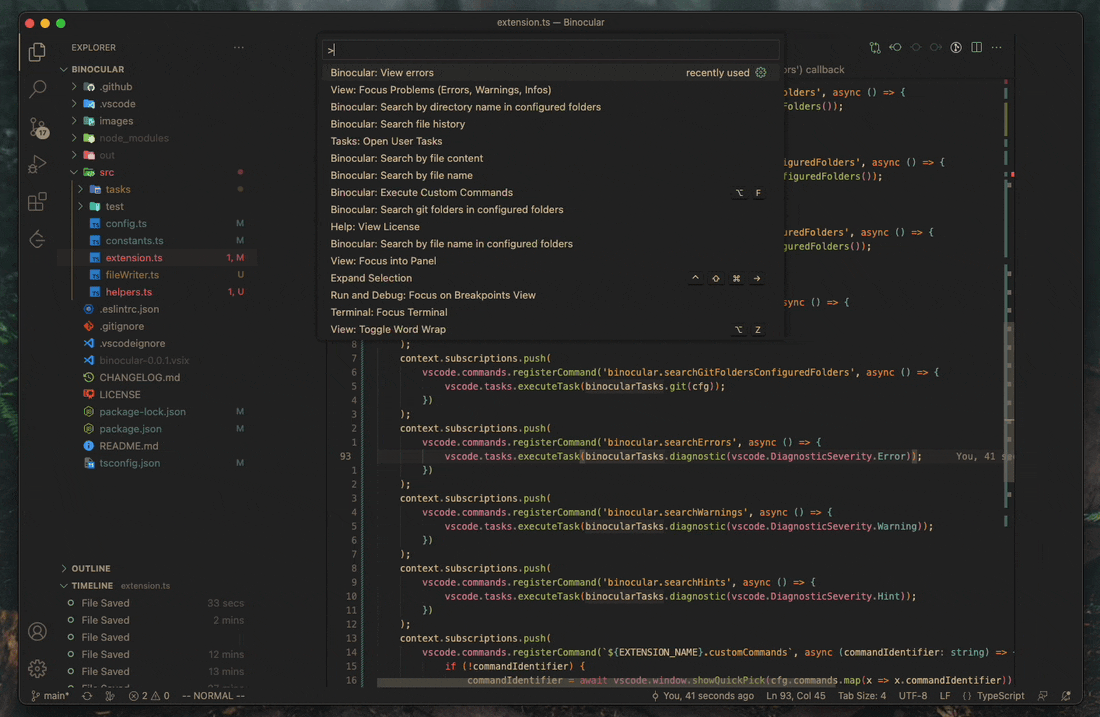 extension.ts — Binocular
EXPLORER
BINOCULAR
.github
.vscode
images
node_modules
out
src
tasks
test
config.ts M
constants.ts M
extension.ts 1, M
fileWriter.ts U
helpers.ts 1, U
.eslintrc.json
.gitignore
.vscodeignore
binocular-0.0.1.vsix
CHANGELOG.md
LICENSE
package-lock.json M
package.json M
README.md
tsconfig.json M
OUTLINE
TIMELINE extension.ts
File Saved 33 secs
File Saved 2 mins
File Saved
File Saved 12 mins
File Saved 13 mins
17
>
Binocular: View errors recently used
View: Focus Problems (Errors, Warnings, Infos)
Binocular: Search by directory name in configured folders
Binocular: Search file history
Tasks: Open User Tasks
Binocular: Search by file content
Binocular: Search by file name
Binocular: Execute Custom Commands ⌥ F
Binocular: Search git folders in configured folders
Help: View License
Binocular: Search by file name in configured folders
View: Focus into Panel
Expand Selection ^ ⇧ ⌘ →
Run and Debug: Focus on Breakpoints View
Terminal: Focus Terminal
View: Toggle Word Wrap ⌥ Z
rs') callback
olders', async () => {
Folders());
guredFolders', async () => {
figuredFolders());
redFolders', async () => {
uredFolders());
ync () => {
8 );
7 context.subscriptions.push(
6 vscode.commands.registerCommand('binocular.searchGitFoldersConfiguredFolders', async () => {
5 vscode.tasks.executeTask(binocularTasks.git(cfg));
4 })
3 );
2 context.subscriptions.push(
1 vscode.commands.registerCommand('binocular.searchErrors', async () => {
93 vscode.tasks.executeTask(binocularTasks.diagnostic(vscode.DiagnosticSeverity.Error)); You, 41 s
1 })
2 );
3 context.subscriptions.push(
4 vscode.commands.registerCommand('binocular.searchWarnings', async () => {
5 vscode.tasks.executeTask(binocularTasks.diagnostic(vscode.DiagnosticSeverity.Warning));
6 })
7 );
8 context.subscriptions.push(
9 vscode.commands.registerCommand('binocular.searchHints', async () => {
10 vscode.tasks.executeTask(binocularTasks.diagnostic(vscode.DiagnosticSeverity.Hint));
11 })
12 );
13 context.subscriptions.push(
14 vscode.commands.registerCommand(`${EXTENSION_NAME}.customCommands`, async (commandIdentifier: string) =>
15 if (!commandIdentifier) {
16 commandIdentifier = await vscode.window.showQuickPick(cfg.commands.map(x => x.commandIdentifier))
main* 2 0 -- NORMAL -- You, 41 seconds ago Ln 93, Col 45 Tab Size: 4 UTF-8 LF {} TypeScript